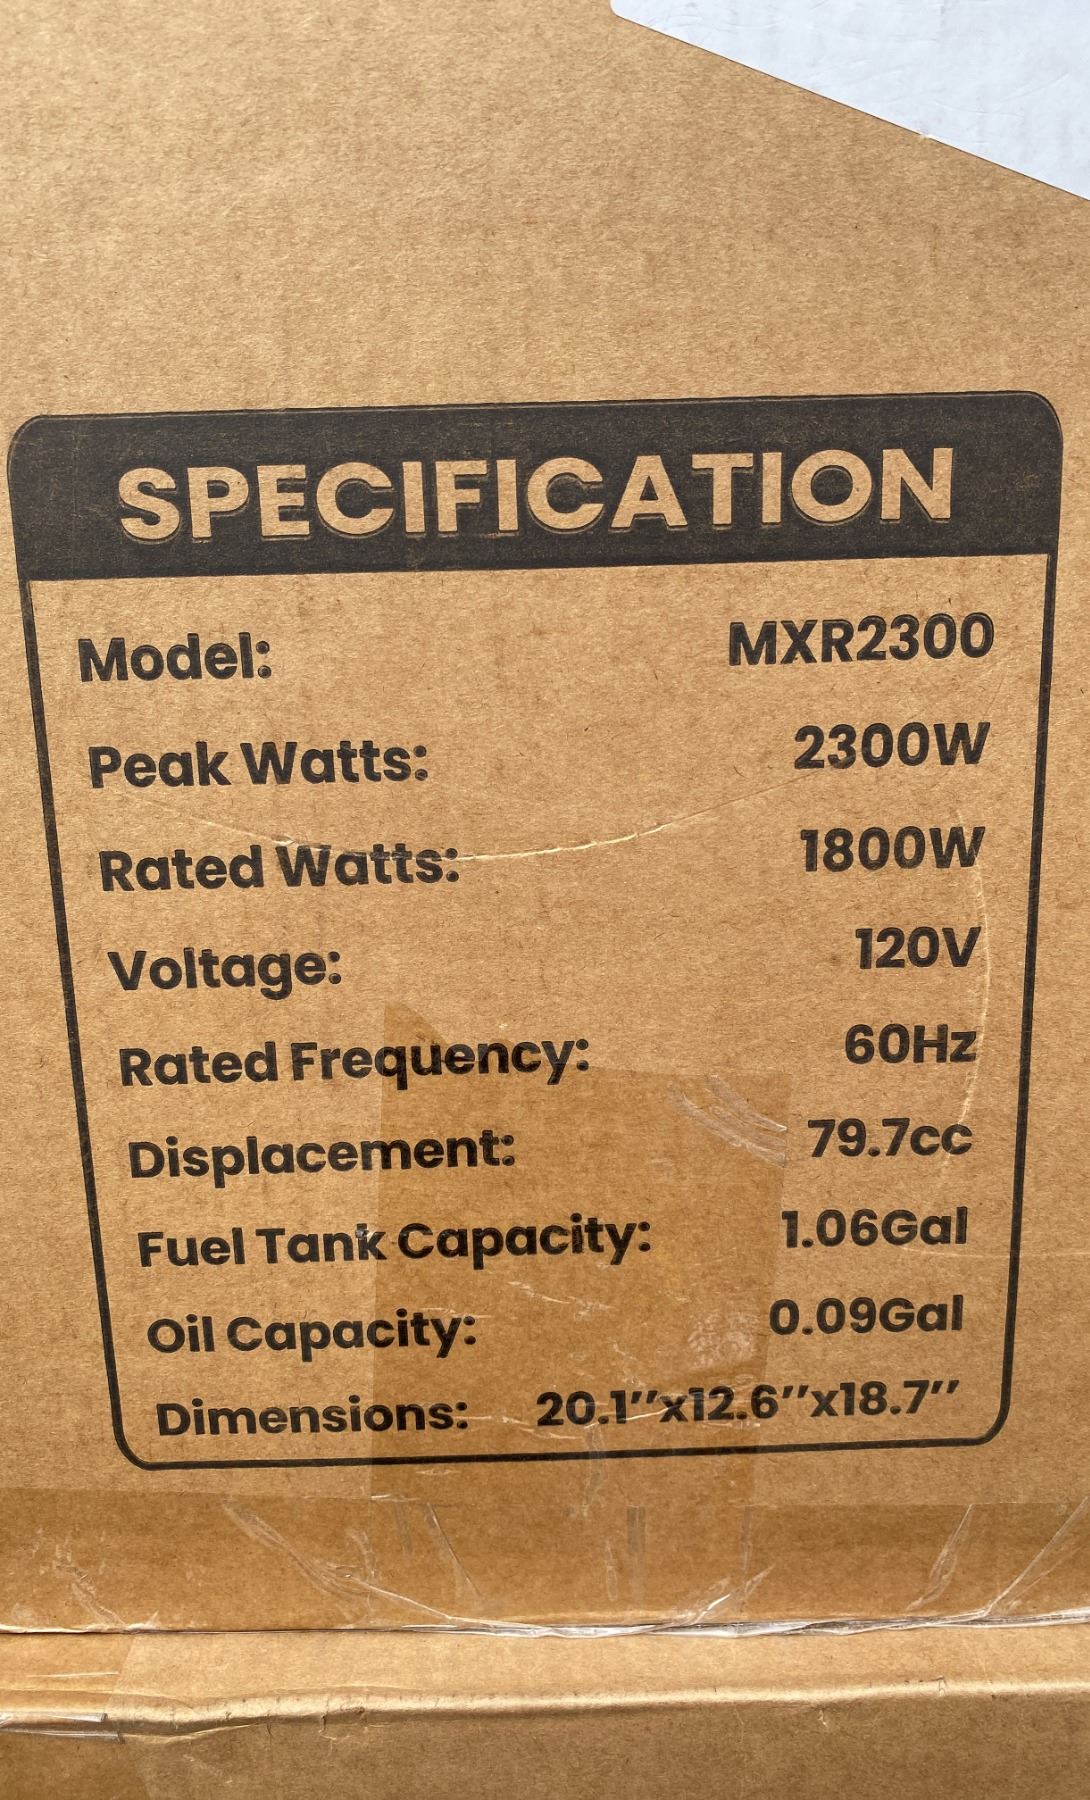 SPECIFICATION
Model: MXR2300
Peak Watts: 2300W
Rated Watts: 1800W
Voltage: 120V
Rated Frequency: 60Hz
Displacement: 79.7cc
Fuel Tank Capacity: 1.06Gal
Oil Capacity: 0.09Gal
Dimensions: 20.1’’x12.6’’x18.7’’